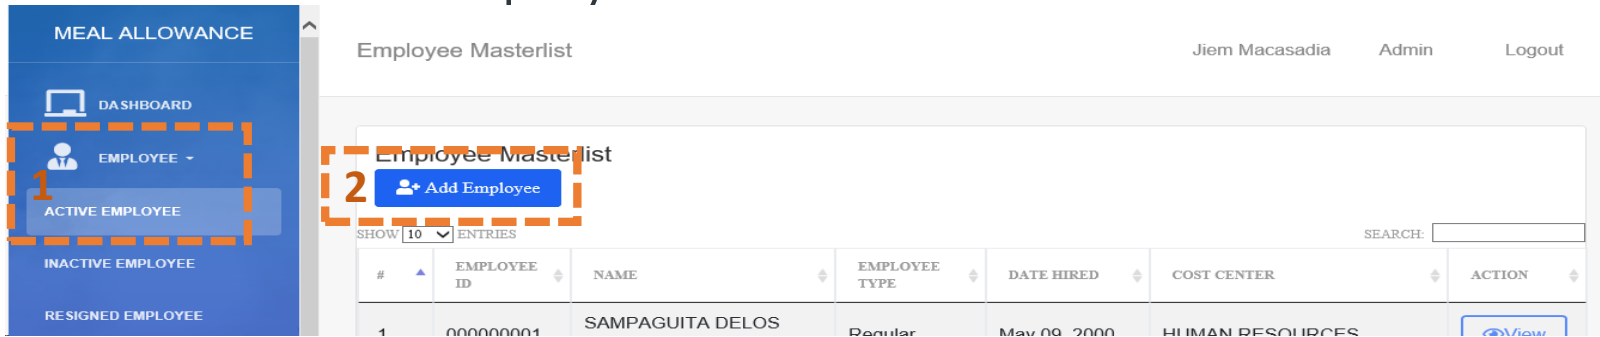 MEAL ALLOWANCE
Employee Masterlist
Jiem Macasadia Admin Logout
DASHBOARD
EMPLOYEE
1
ACTIVE EMPLOYEE
INACTIVE EMPLOYEE
RESIGNED EMPLOYEE
Employee Masterlist
2 Add Employee
SHOW 10 ENTRIES
SEARCH:
# EMPLOYEE ID NAME EMPLOYEE TYPE DATE HIRED COST CENTER ACTION
1 000000001 SAMPAGUITA DELOS Regular May 09, 2000 HUMAN RESOURCES View